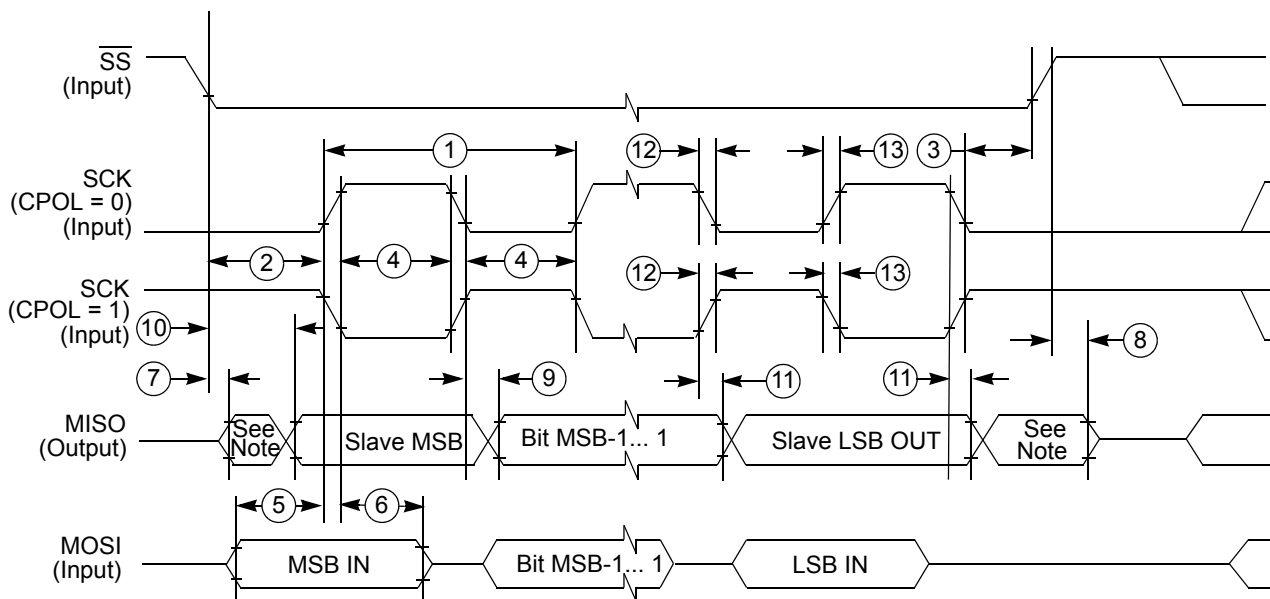 SS
(Input)
1
12
13
3
SCK
(CPOL = 0)
(Input)
2
4
4
12
13
SCK
(CPOL = 1)
(Input)
10
8
7
9
11
11
MISO
(Output)
See
Note
Slave MSB
Bit MSB-1... 1
Slave LSB OUT
See
Note
5
6
MOSI
(Input)
MSB IN
Bit MSB-1... 1
LSB IN